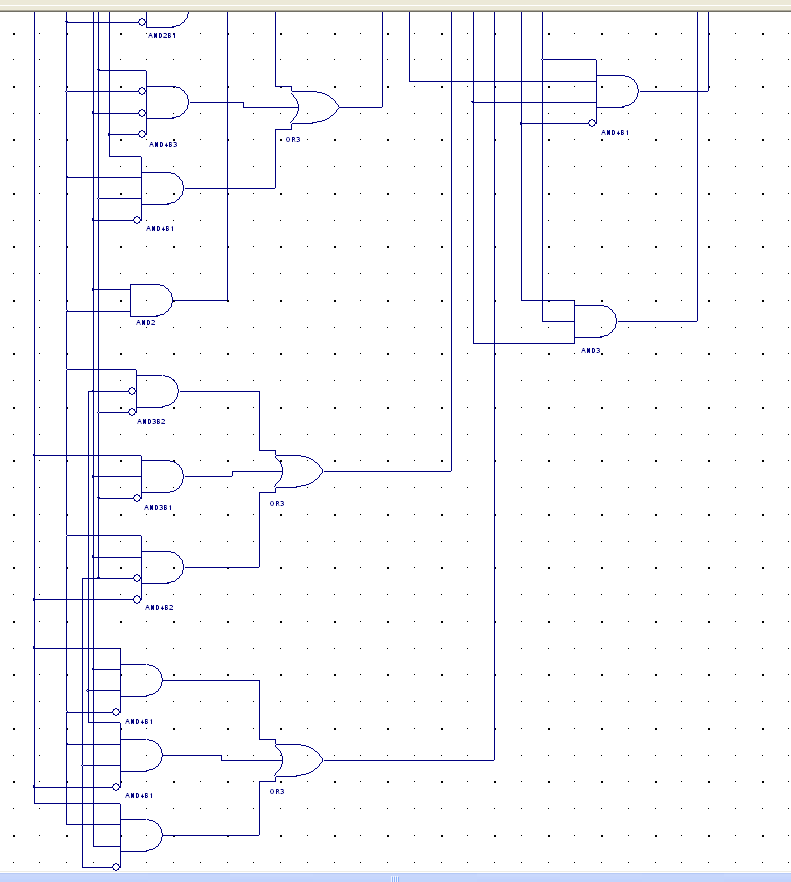 AND2B1
AND4B3
OR3
AND4B1
AND4B1
AND2
AND3
AND3B2
AND3B1
OR3
AND4B2
AND4B1
OR3
AND4B1